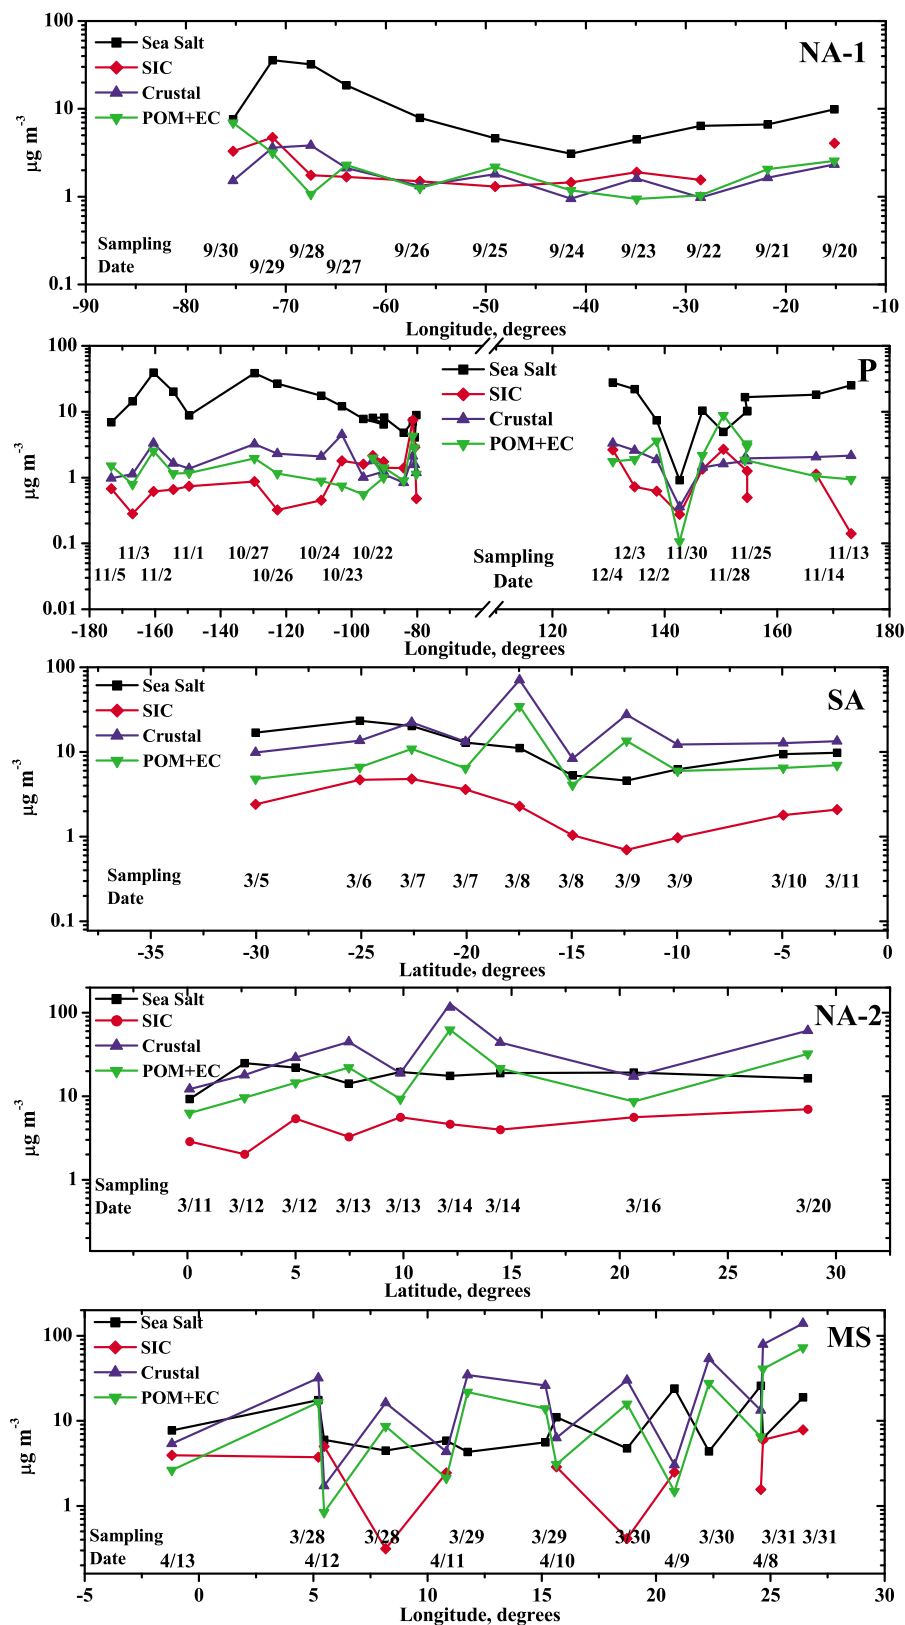 NA-1
Sea Salt
SIC
Crustal
POM+EC
μg m⁻³
100
10
1
0.1
Sampling
Date
9/30
9/29
9/28
9/27
9/26
9/25
9/24
9/23
9/22
9/21
9/20
-90 -80 -70 -60 -50 -40 -30 -20 -10
Longitude, degrees
P
Sea Salt
SIC
Crustal
POM+EC
μg m⁻³
100
10
1
0.1
0.01
11/3 11/1 10/27 10/24 10/22
11/5 11/2 10/26 10/23
Sampling
Date
12/3 11/30 11/25 11/13
12/4 12/2 11/28 11/14
-180 -160 -140 -120 -100 -80 120 140 160 180
Longitude, degrees
SA
Sea Salt
SIC
Crustal
POM+EC
μg m⁻³
100
10
1
0.1
Sampling
Date
3/5 3/6 3/7 3/7 3/8 3/8 3/9 3/9 3/10 3/11
-35 -30 -25 -20 -15 -10 -5 0
Latitude, degrees
NA-2
Sea Salt
SIC
Crustal
POM+EC
μg m⁻³
100
10
1
Sampling
Date
3/11 3/12 3/12 3/13 3/13 3/14 3/14 3/16 3/20
0 5 10 15 20 25 30
Latitude, degrees
MS
Sea Salt
SIC
Crustal
POM+EC
μg m⁻³
100
10
1
Sampling
Date
3/28 3/28 3/29 3/29 3/30 3/30 3/31 3/31
4/13 4/12 4/11 4/10 4/9 4/8
-5 0 5 10 15 20 25 30
Longitude, degrees